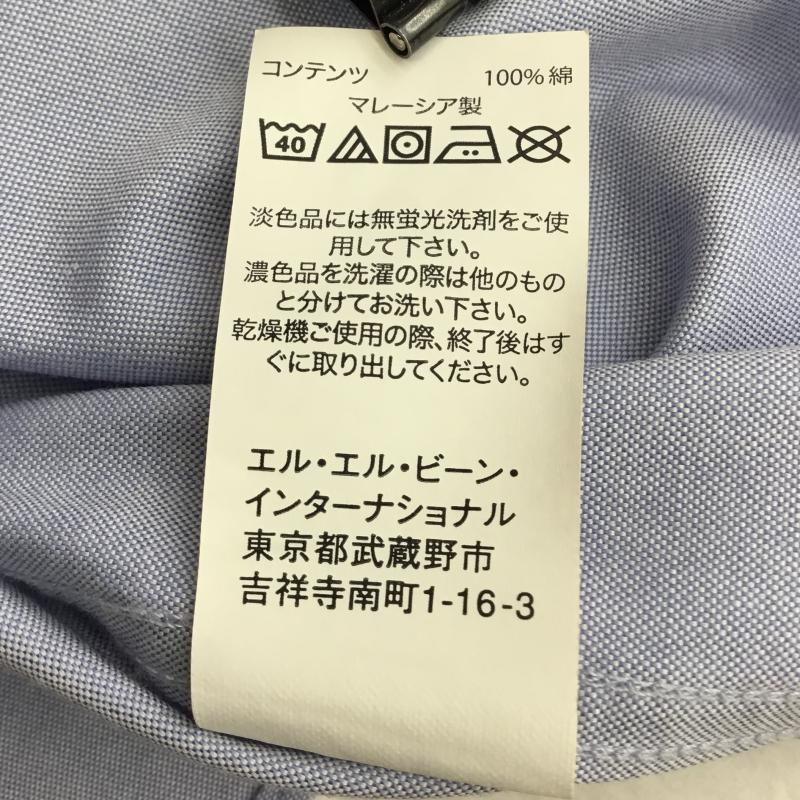 コンテンツ 100% 綿
マレーシア製
40
淡色品には無蛍光洗剤をご使
用して下さい。
濃色品を洗濯の際は他のもの
と分けてお洗い下さい。
乾燥機ご使用の際、終了後はす
ぐに取り出してください。
エル・エル・ビーン・
インターナショナル
東京都武蔵野市
吉祥寺南町1-16-3